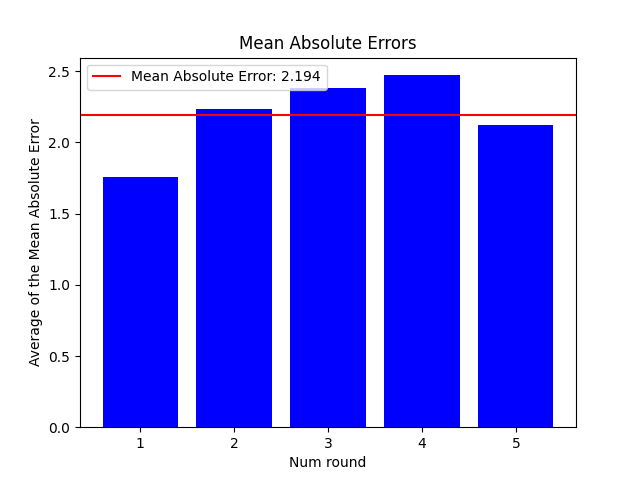 Mean Absolute Errors
Mean Absolute Error: 2.194
Average of the Mean Absolute Error
2.5
2.0
1.5
1.0
0.5
0.0
1 2 3 4 5
Num round